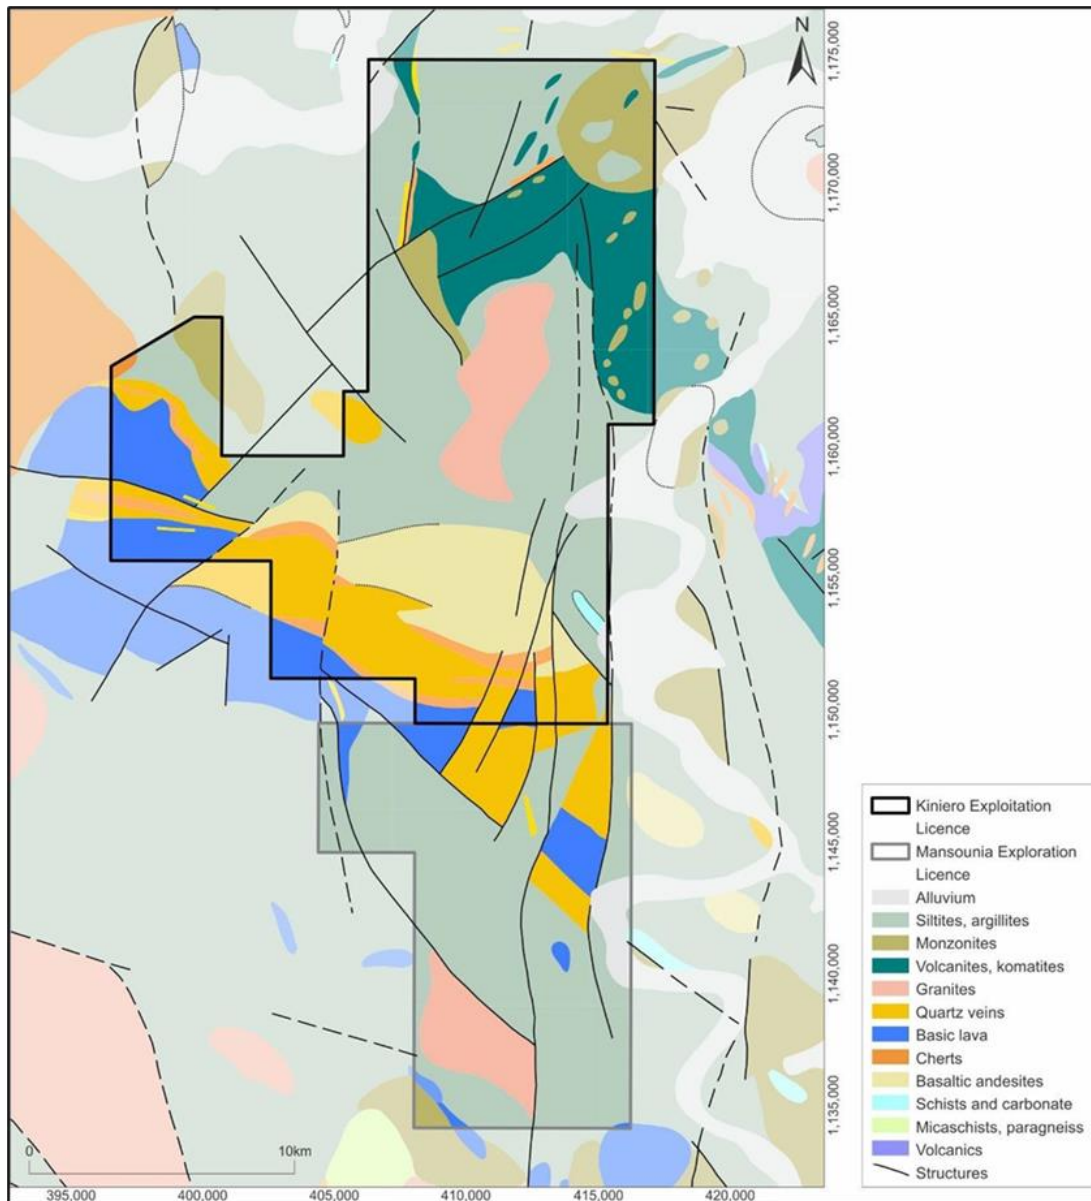 N
1,175,000
1,170,000
1,165,000
1,160,000
1,155,000
1,150,000
1,145,000
1,140,000
1,135,000
Kiniero Exploitation
Licence
Mansounia Exploration
Licence
Alluvium
Siltites, argillites
Monzonites
Volcanites, komatites
Granites
Quartz veins
Basic lava
Cherts
Basaltic andesites
Schists and carbonate
Micaschists, paragneiss
Volcanics
Structures
0 10km
395,000 400,000 405,000 410,000 415,000 420,000